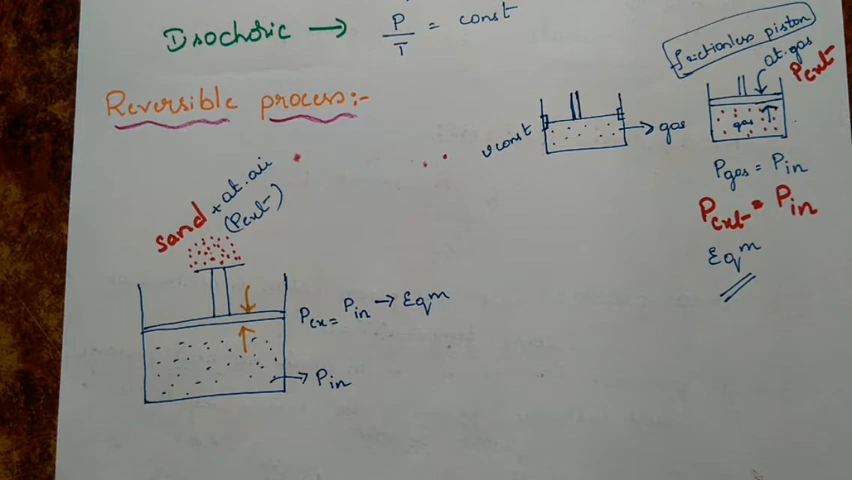 Isochoric → P/T = const
Reversible process:-
frictionless piston
at. gas
Pext
v const
gas
gas
Pgas = Pin
Pext = Pin
Eqm
sand + at. air
(Pext)
Pex = Pin → Eqm
Pin